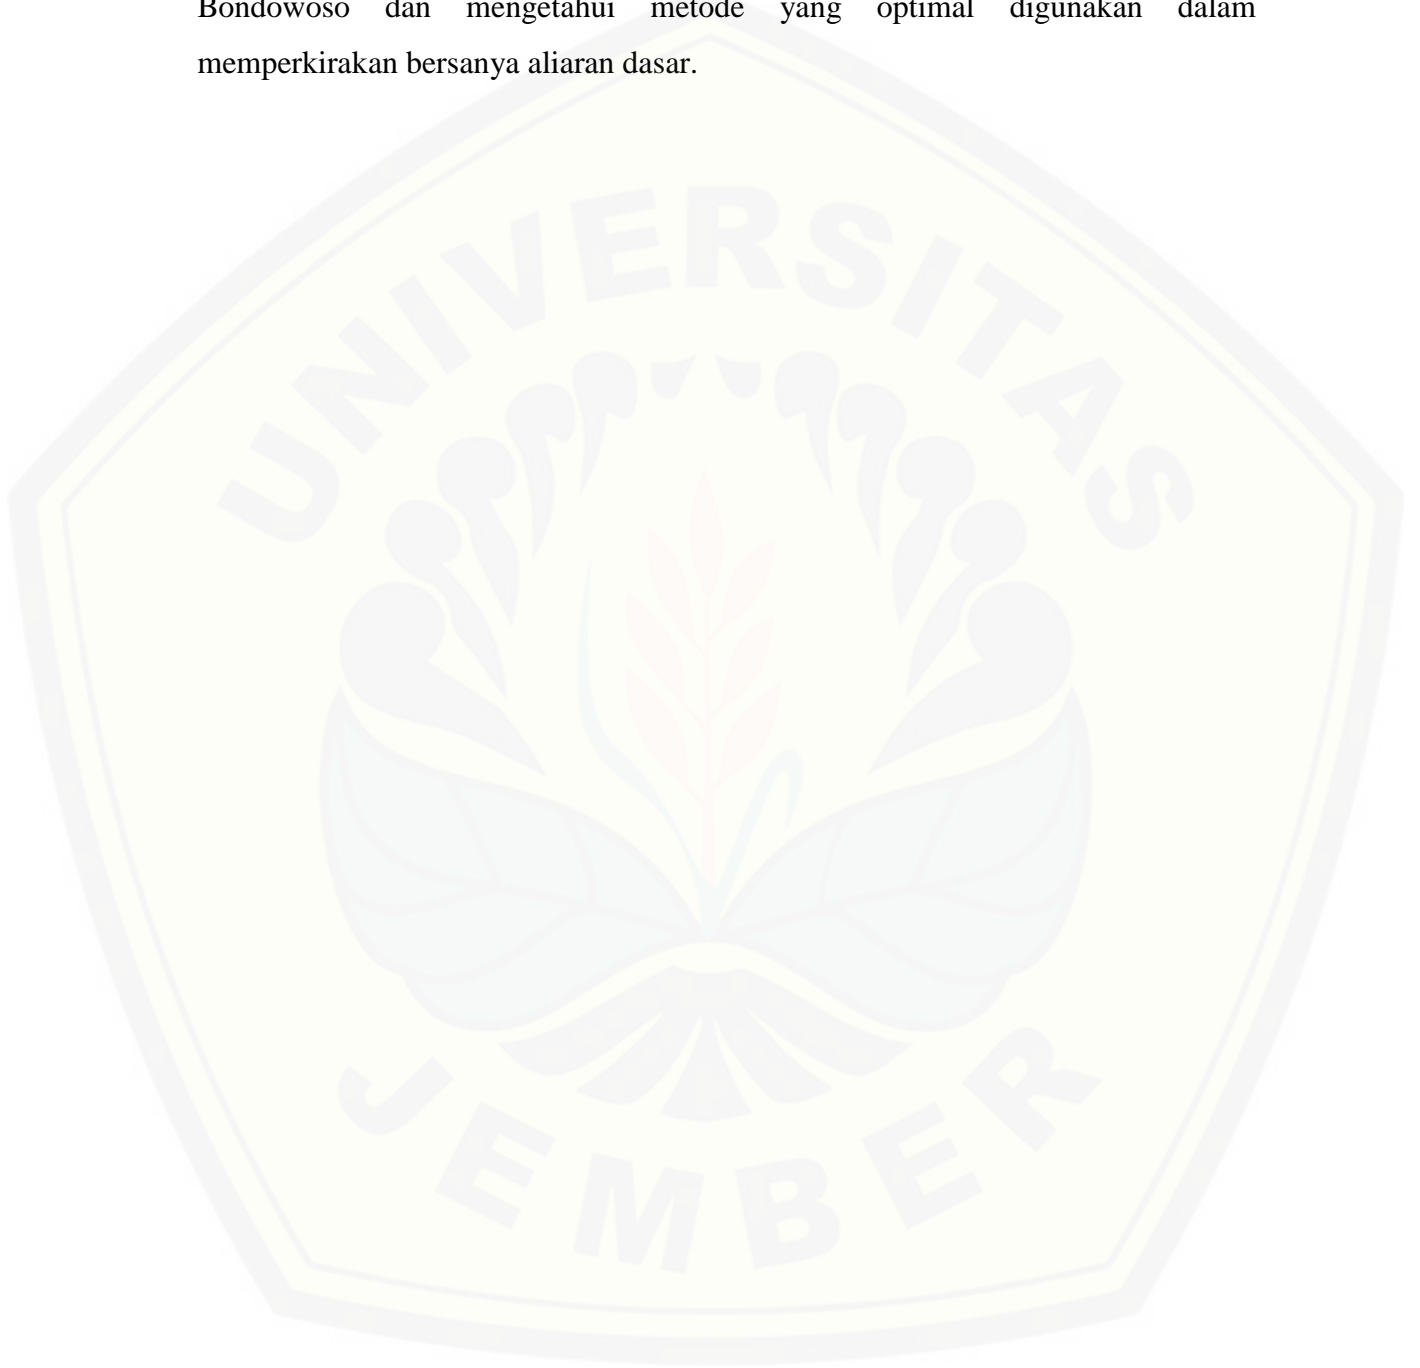 Bondowoso dan mengetahui metode yang optimal digunakan dalam
memperkirakan bersanya aliaran dasar.
UNIVERSITAS
JEMBER